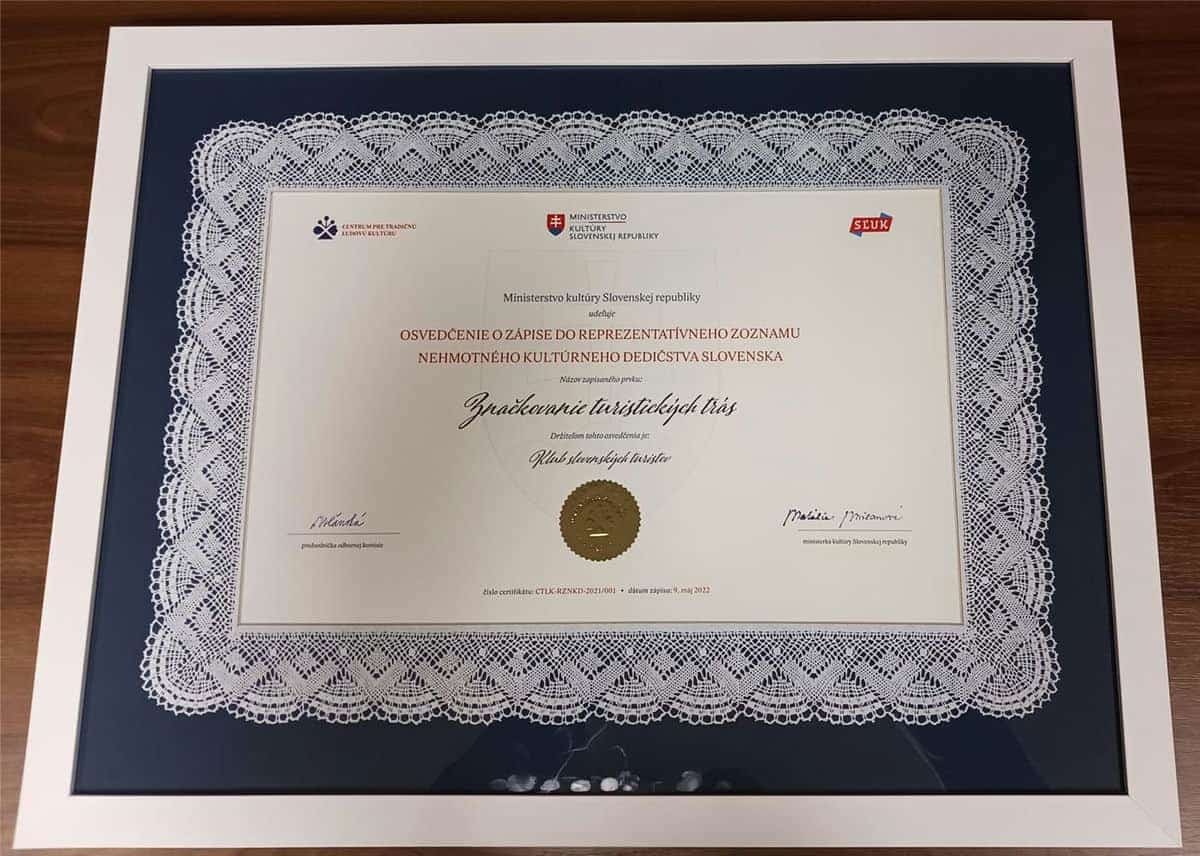 CENTRUM PRE TRADIČNÚ
ĽUDOVÚ KULTÚRU
MINISTERSTVO
KULTÚRY
SLOVENSKEJ REPUBLIKY
SĽUK
Ministerstvo kultúry Slovenskej republiky
udeľuje
OSVEDČENIE O ZÁPISE DO REPREZENTATÍVNEHO ZOZNAMU
NEHMOTNÉHO KULTÚRNEHO DEDIČSTVA SLOVENSKA
Názov zapísaného prvku:
Značkovanie turistických trás
Držiteľom tohto osvedčenia je:
Klub slovenských turistov
predsedníčka odbornej komisie
ministerka kultúry Slovenskej republiky
číslo certifikátu: CTLK-RZNKD-2021/001 • dátum zápisu: 9. máj 2022